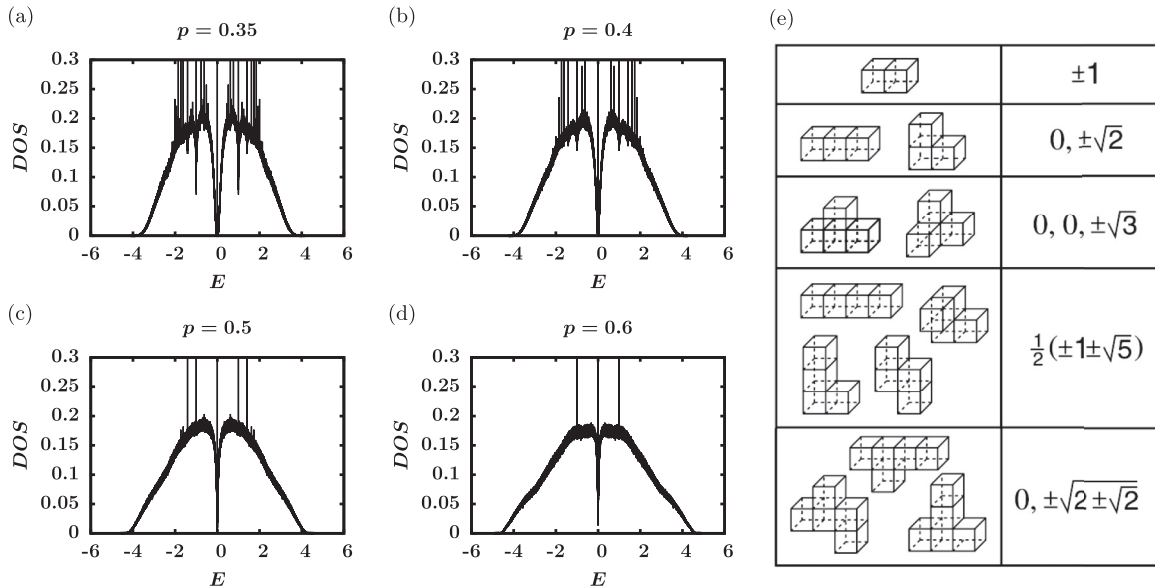 (a)
p = 0.35
DOS
0.3
0.25
0.2
0.15
0.1
0.05
0
-6 -4 -2 0 2 4 6
E
(b)
p = 0.4
DOS
0.3
0.25
0.2
0.15
0.1
0.05
0
-6 -4 -2 0 2 4 6
E
(c)
p = 0.5
DOS
0.3
0.25
0.2
0.15
0.1
0.05
0
-6 -4 -2 0 2 4 6
E
(d)
p = 0.6
DOS
0.3
0.25
0.2
0.15
0.1
0.05
0
-6 -4 -2 0 2 4 6
E
(e)
±1
0, ±√2
0, 0, ±√3
½(±1±√5)
0, ±√(2±√2)